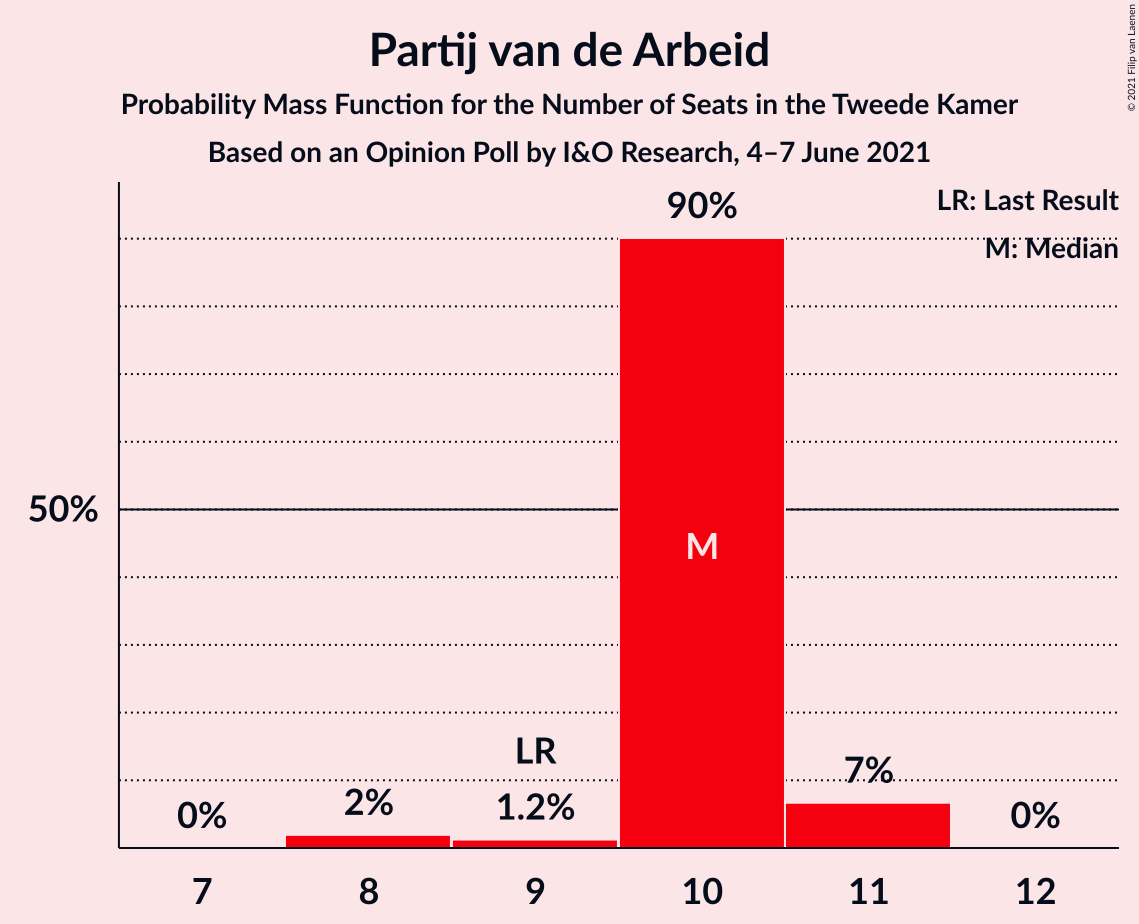 Partij van de Arbeid
Probability Mass Function for the Number of Seats in the Tweede Kamer
Based on an Opinion Poll by I&O Research, 4–7 June 2021
© 2021 Filip van Laenen
LR: Last Result
M: Median
90%
50%
M
LR
0%
2%
1.2%
7%
0%
7 8 9 10 11 12